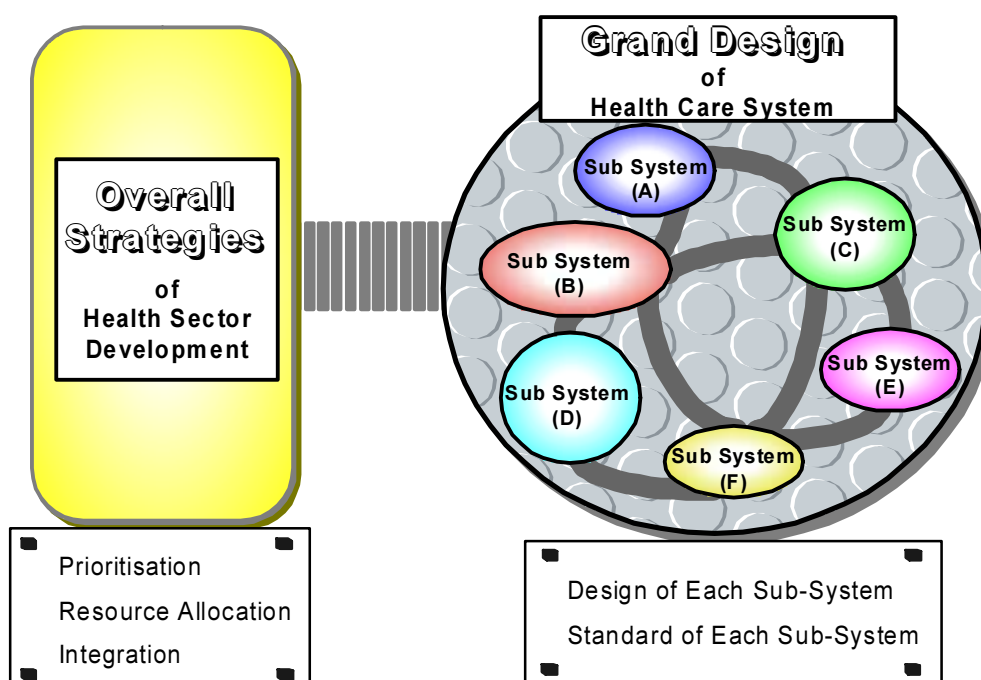 Overall
Strategies
of
Health Sector
Development
Prioritisation
Resource Allocation
Integration
Grand Design
of
Health Care System
Sub System
(A)
Sub System
(B)
Sub System
(C)
Sub System
(D)
Sub System
(E)
Sub System
(F)
Design of Each Sub-System
Standard of Each Sub-System